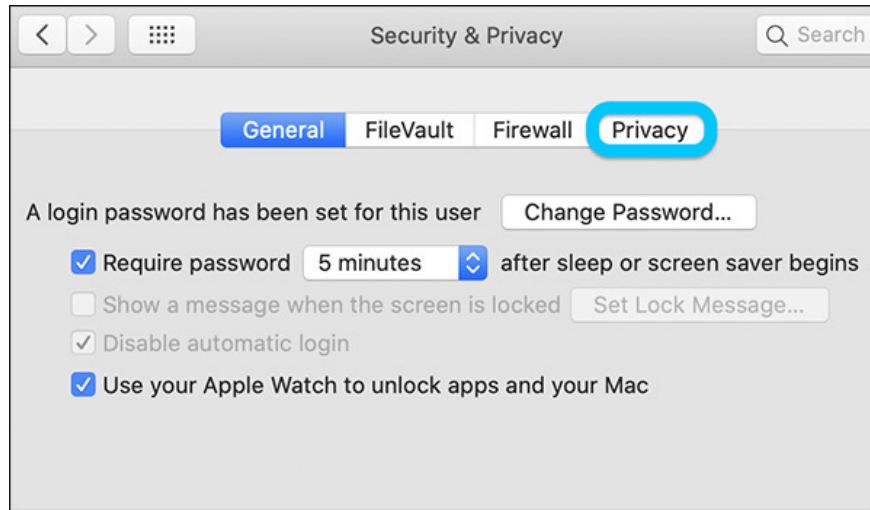 Security & Privacy
Search
General FileVault Firewall Privacy
A login password has been set for this user Change Password...
Require password 5 minutes after sleep or screen saver begins
Show a message when the screen is locked Set Lock Message...
Disable automatic login
Use your Apple Watch to unlock apps and your Mac